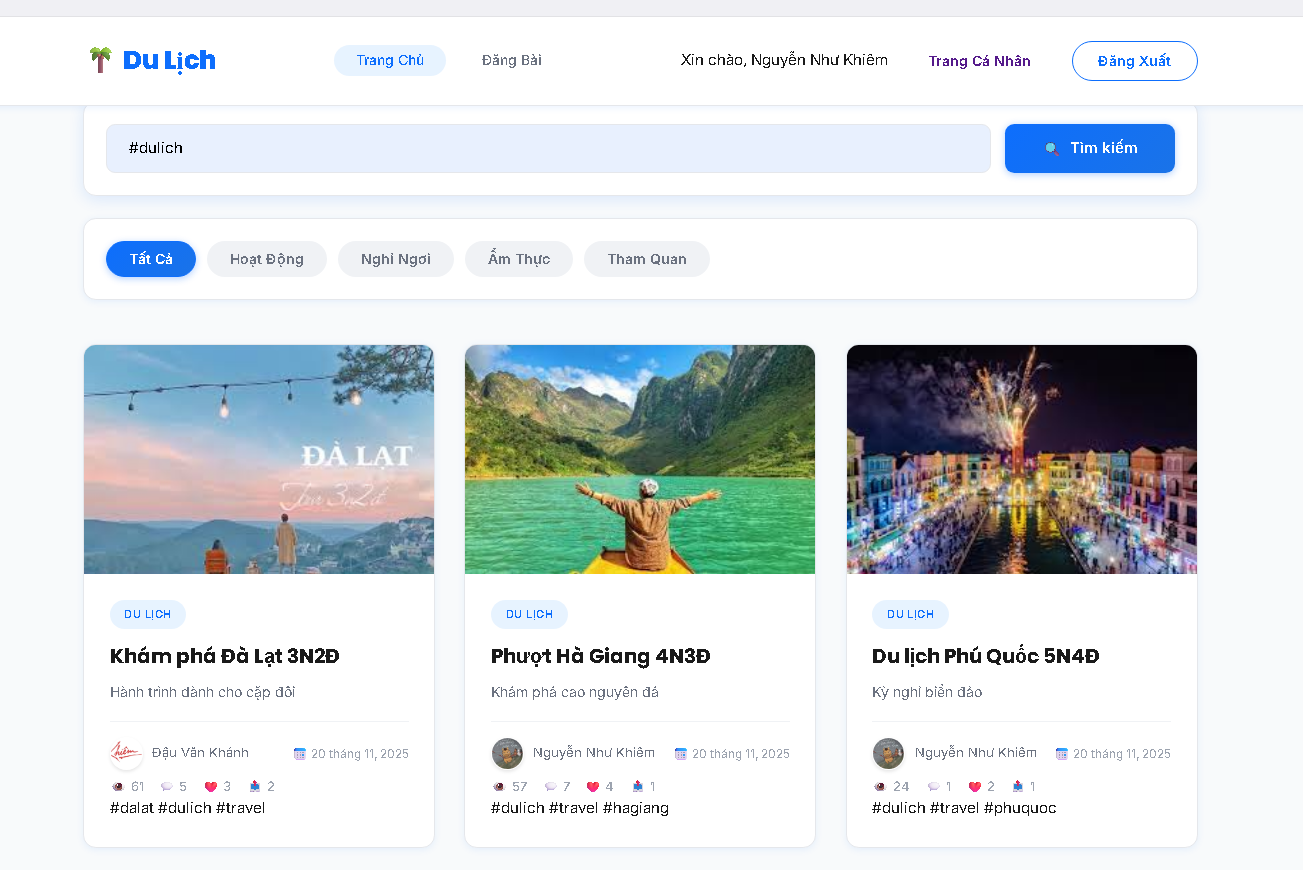 Du Lịch
Trang Chủ
Đăng Bài
Xin chào, Nguyễn Như Khiêm
Trang Cá Nhân
Đăng Xuất
#dulich
Tìm kiếm
Tất Cả
Hoạt Động
Nghỉ Ngơi
Ẩm Thực
Tham Quan
ĐÀ LẠT
Tour 3n2đ
DU LỊCH
Khám phá Đà Lạt 3N2Đ
Hành trình dành cho cặp đôi
Đậu Văn Khánh
20 tháng 11, 2025
61 5 3 2
#dalat #dulich #travel
DU LỊCH
Phượt Hà Giang 4N3Đ
Khám phá cao nguyên đá
Nguyễn Như Khiêm
20 tháng 11, 2025
57 7 4 1
#dulich #travel #hagiang
DU LỊCH
Du lịch Phú Quốc 5N4Đ
Kỳ nghỉ biển đảo
Nguyễn Như Khiêm
20 tháng 11, 2025
24 1 2 1
#dulich #travel #phuquoc